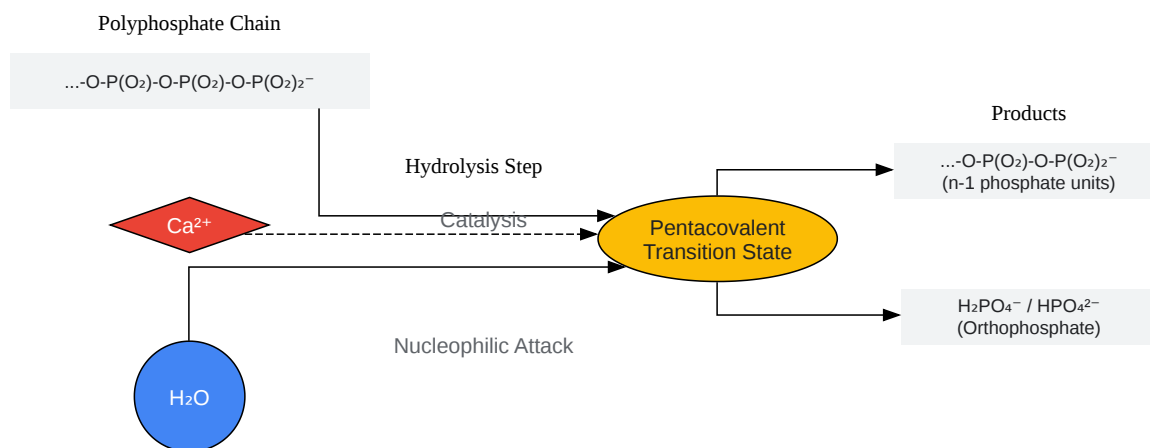 Polyphosphate Chain
...-O-P(O₂)-O-P(O₂)-O-P(O₂)₂⁻
Products
Hydrolysis Step
...-O-P(O₂)-O-P(O₂)₂⁻
(n-1 phosphate units)
Ca²⁺
Catalysis
Pentacovalent
Transition State
H₂PO₄⁻ / HPO₄²⁻
(Orthophosphate)
Nucleophilic Attack
H₂O